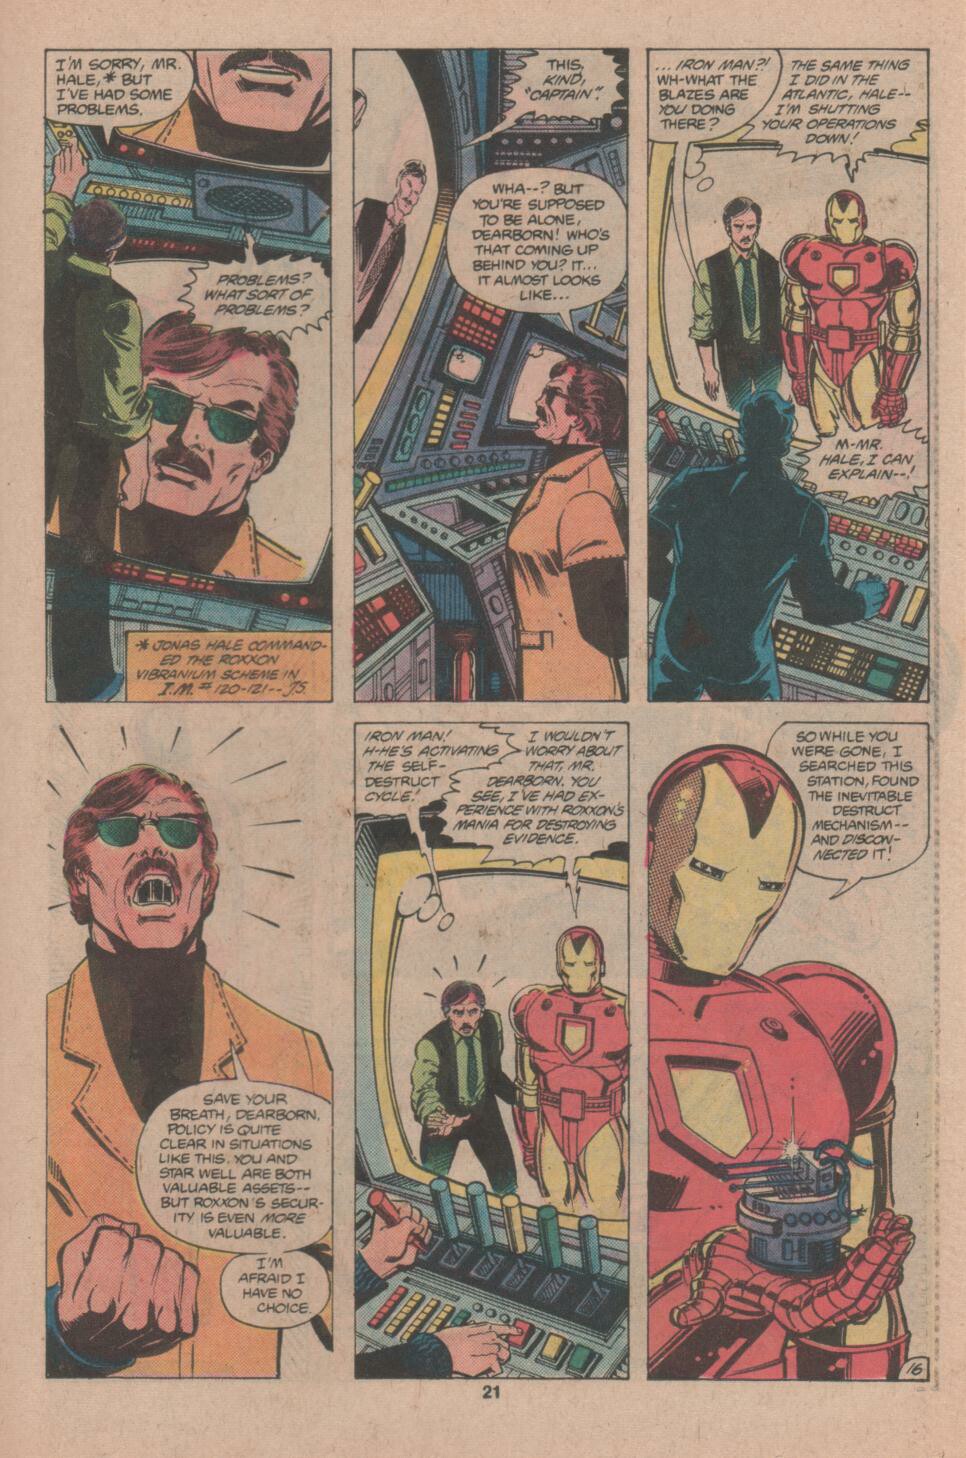 I'M SORRY, MR.
HALE,* BUT
I'VE HAD SOME
PROBLEMS.
PROBLEMS?
WHAT SORT OF
PROBLEMS?
* JONAS HALE COMMAND-
ED THE ROXXON
VIBRANIUM SCHEME IN
I.M. # 120-121-- J.S.
THIS,
KIND,
"CAPTAIN".
WHA--? BUT
YOU'RE SUPPOSED
TO BE ALONE,
DEARBORN! WHO'S
THAT COMING UP
BEHIND YOU? IT...
IT ALMOST LOOKS
LIKE...
...IRON MAN?!
WH-WHAT THE
BLAZES ARE
YOU DOING
THERE?
THE SAME THING
I DID IN THE
ATLANTIC, HALE--
I'M SHUTTING
YOUR OPERATIONS
DOWN!
M-MR.
HALE, I CAN
EXPLAIN--!
SAVE YOUR
BREATH, DEARBORN.
POLICY IS QUITE
CLEAR IN SITUATIONS
LIKE THIS. YOU AND
STAR WELL ARE BOTH
VALUABLE ASSETS--
BUT ROXXON'S SECUR-
ITY IS EVEN MORE
VALUABLE.
I'M
AFRAID I
HAVE NO
CHOICE.
IRON MAN!
H-HE'S ACTIVATING
THE SELF-
DESTRUCT
CYCLE!
I WOULDN'T
WORRY ABOUT
THAT, MR.
DEARBORN. YOU
SEE, I'VE HAD EX-
PERIENCE WITH ROXXON'S
MANIA FOR DESTROYING
EVIDENCE.
SO WHILE YOU
WERE GONE, I
SEARCHED THIS
STATION, FOUND
THE INEVITABLE
DESTRUCT
MECHANISM--
AND DISCON-
NECTED IT!
16
21